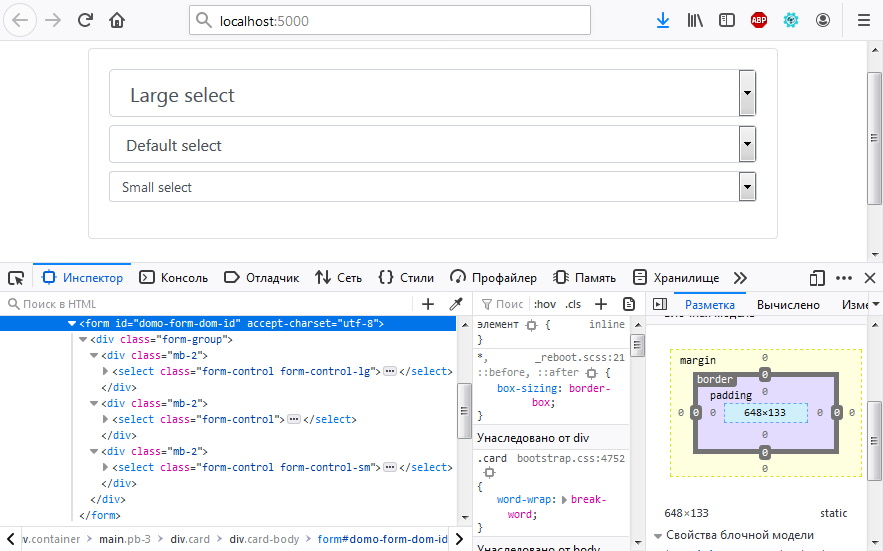 localhost:5000
ABP
Large select
Default select
Small select
Инспектор Консоль Отладчик Сеть Стили Профайлер Память Хранилище
Поиск в HTML
<form id="domo-form-dom-id" accept-charset="utf-8">
<div class="form-group">
<div class="mb-2">
<select class="form-control form-control-lg"> </select>
</div>
<div class="mb-2">
<select class="form-control"> </select>
</div>
<div class="mb-2">
<select class="form-control form-control-sm"> </select>
</div>
</div>
</form>
v.container main.pb-3 div.card div.card-body form#domo-form-dom-id
Поис :hov .cls
элемент { inline
}
*, _reboot.scss:21
::before, ::after {
box-sizing: border-
box;
}
Унаследовано от div
.card bootstrap.css:4752
{
word-wrap: break-
word;
}
Унаследовано от body
Разметка Вычислено Изме
margin 0
border 0
padding 0
0 0 0 648×133 0 0 0
0
0
0
648×133 static
Свойства блочной модели